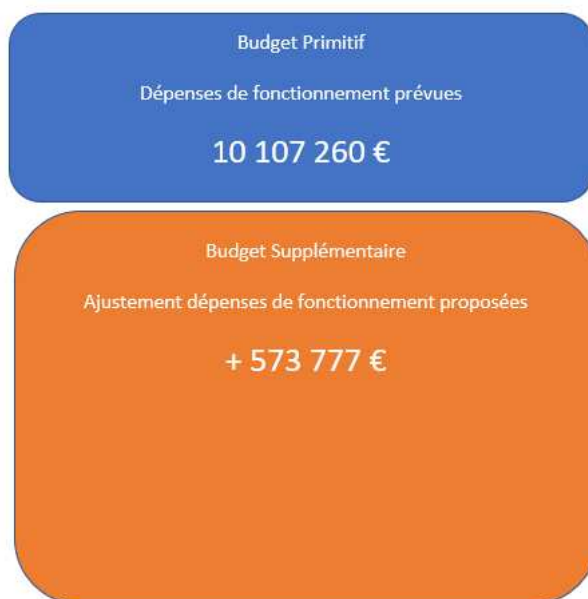 Budget Primitif
Dépenses de fonctionnement prévues
10 107 260 €
Budget Supplémentaire
Ajustement dépenses de fonctionnement proposées
+ 573 777 €